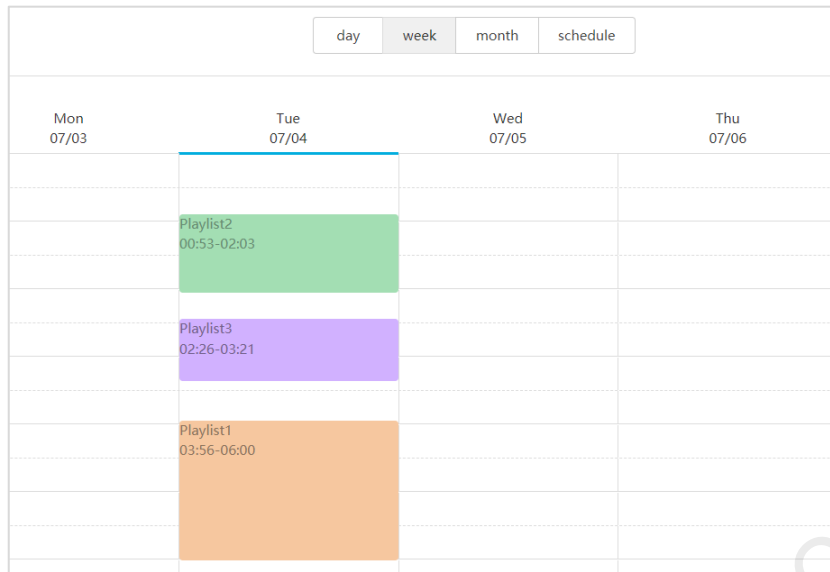 day week month schedule
Mon Tue Wed Thu
07/03 07/04 07/05 07/06
Playlist2
00:53-02:03
Playlist3
02:26-03:21
Playlist1
03:56-06:00